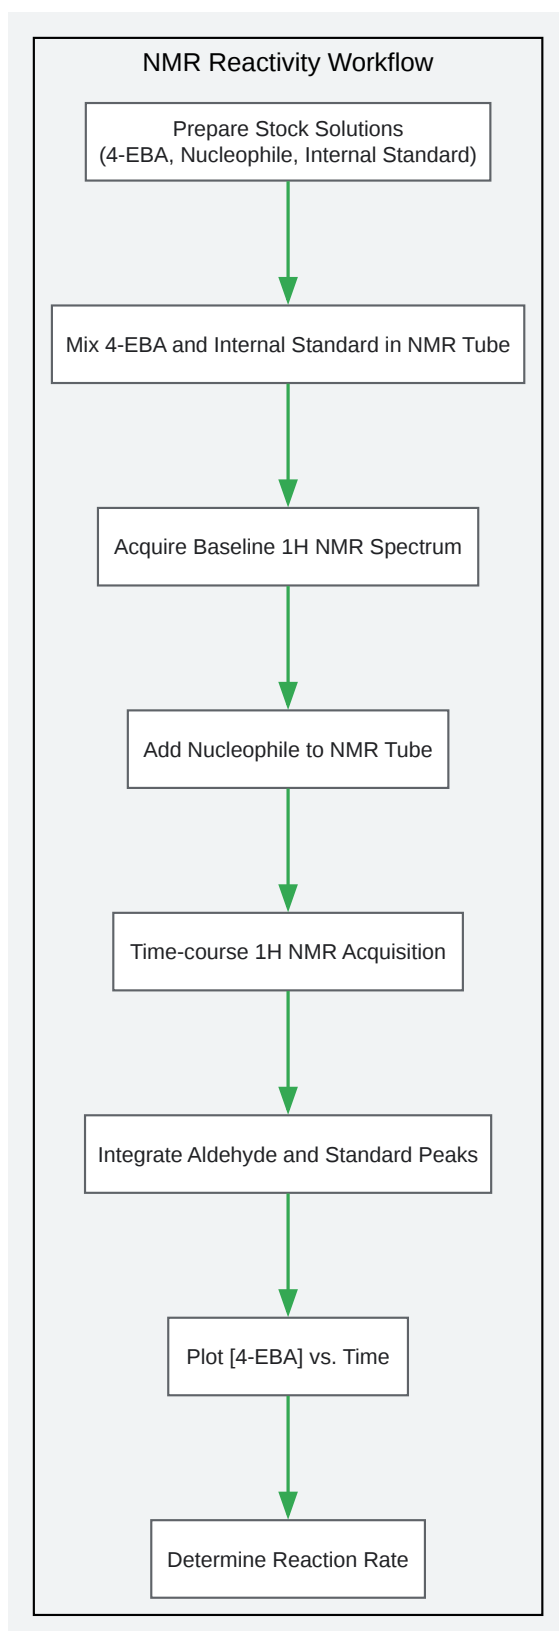 NMR Reactivity Workflow
Prepare Stock Solutions
(4-EBA, Nucleophile, Internal Standard)
Mix 4-EBA and Internal Standard in NMR Tube
Acquire Baseline 1H NMR Spectrum
Add Nucleophile to NMR Tube
Time-course 1H NMR Acquisition
Integrate Aldehyde and Standard Peaks
Plot [4-EBA] vs. Time
Determine Reaction Rate